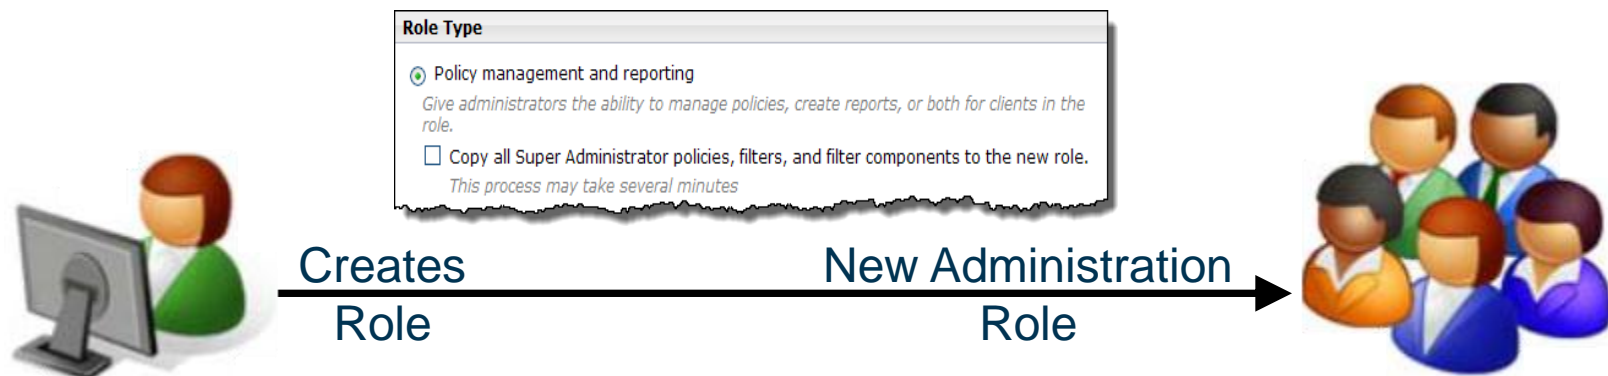 Role Type
Policy management and reporting
Give administrators the ability to manage policies, create reports, or both for clients in the
role.
Copy all Super Administrator policies, filters, and filter components to the new role.
This process may take several minutes
Creates
Role
New Administration
Role